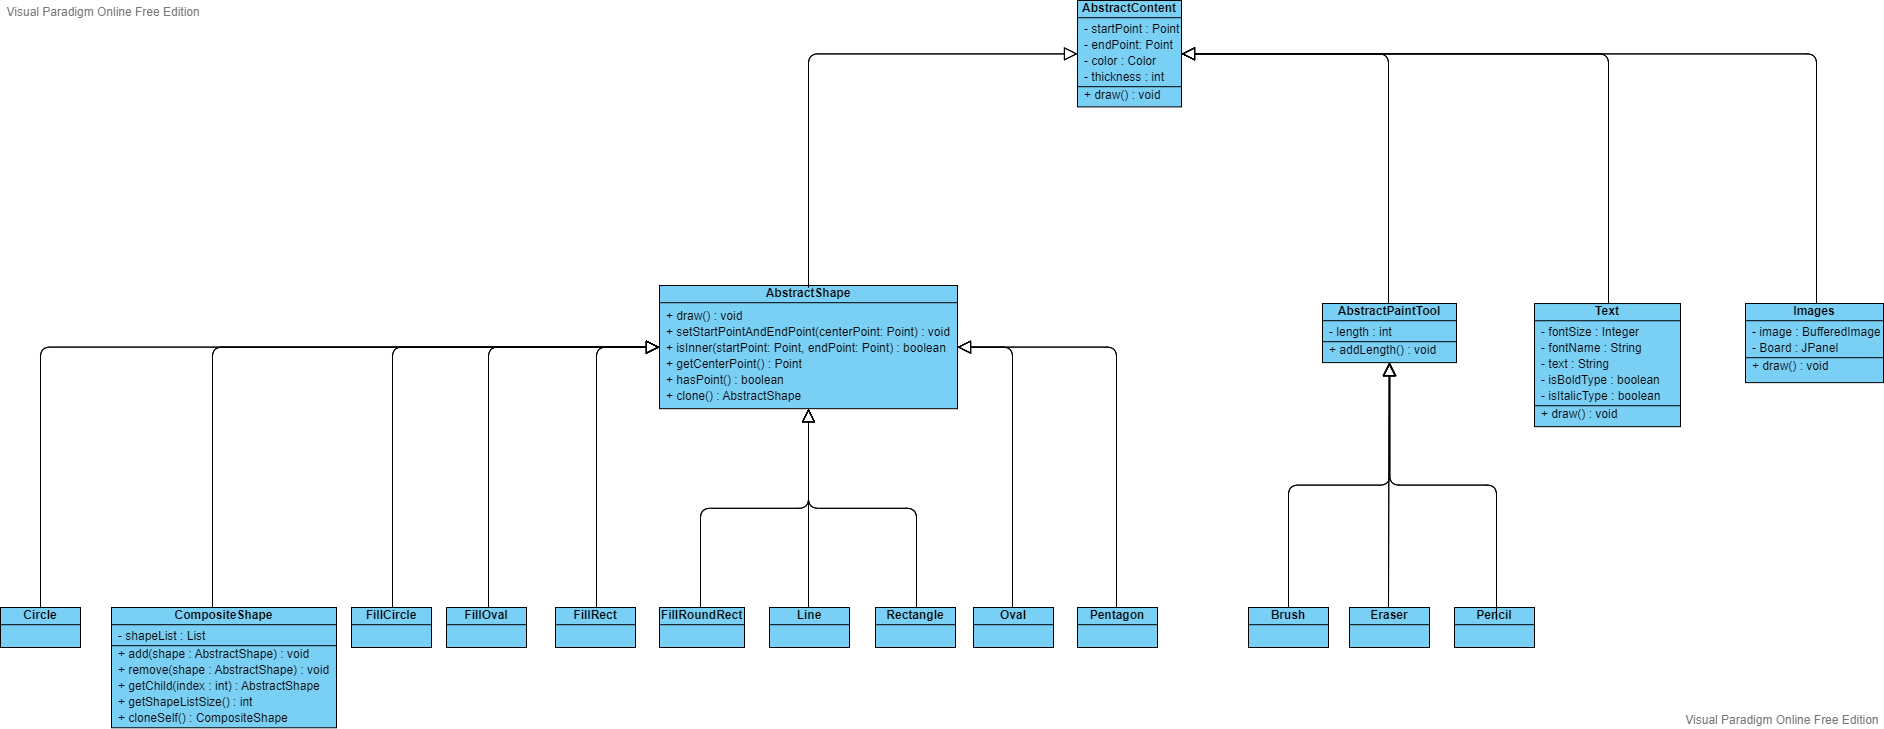 Visual Paradigm Online Free Edition
AbstractContent
- startPoint : Point
- endPoint: Point
- color : Color
- thickness : int
+ draw() : void
AbstractShape
+ draw() : void
+ setStartPointAndEndPoint(centerPoint: Point) : void
+ isInner(startPoint: Point, endPoint: Point) : boolean
+ getCenterPoint() : Point
+ hasPoint() : boolean
+ clone() : AbstractShape
AbstractPaintTool
- length : int
+ addLength() : void
Text
- fontSize : Integer
- fontName : String
- text : String
- isBoldType : boolean
- isItalicType : boolean
+ draw() : void
Images
- image : BufferedImage
- Board : JPanel
+ draw() : void
Circle
CompositeShape
- shapeList : List
+ add(shape : AbstractShape) : void
+ remove(shape : AbstractShape) : void
+ getChild(index : int) : AbstractShape
+ getShapeListSize() : int
+ cloneSelf() : CompositeShape
FillCircle
FillOval
FillRect
FillRoundRect
Line
Rectangle
Oval
Pentagon
Brush
Eraser
Pencil
Visual Paradigm Online Free Edition